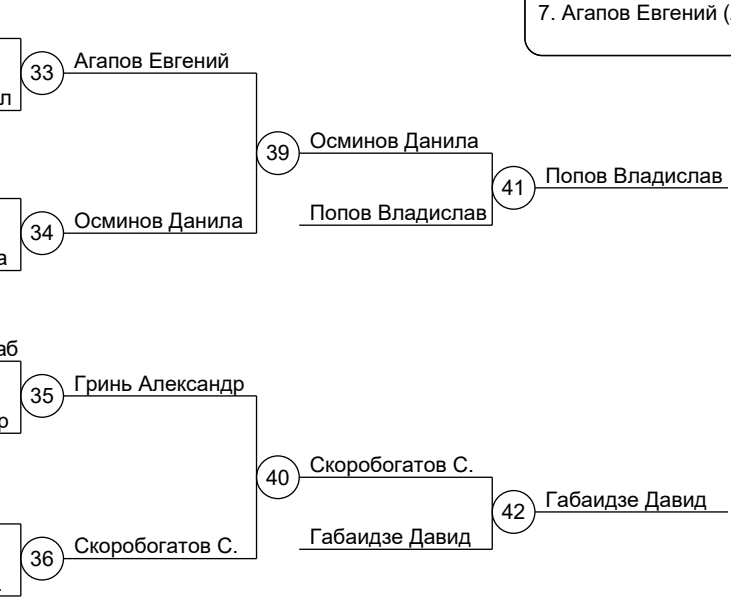 7. Агапов Евгений (
33
Агапов Евгений
39
Осминов Данила
41
Попов Владислав
Попов Владислав
34
Осминов Данила
35
Гринь Александр
40
Скоробогатов С.
42
Габаидзе Давид
Габаидзе Давид
36
Скоробогатов С.